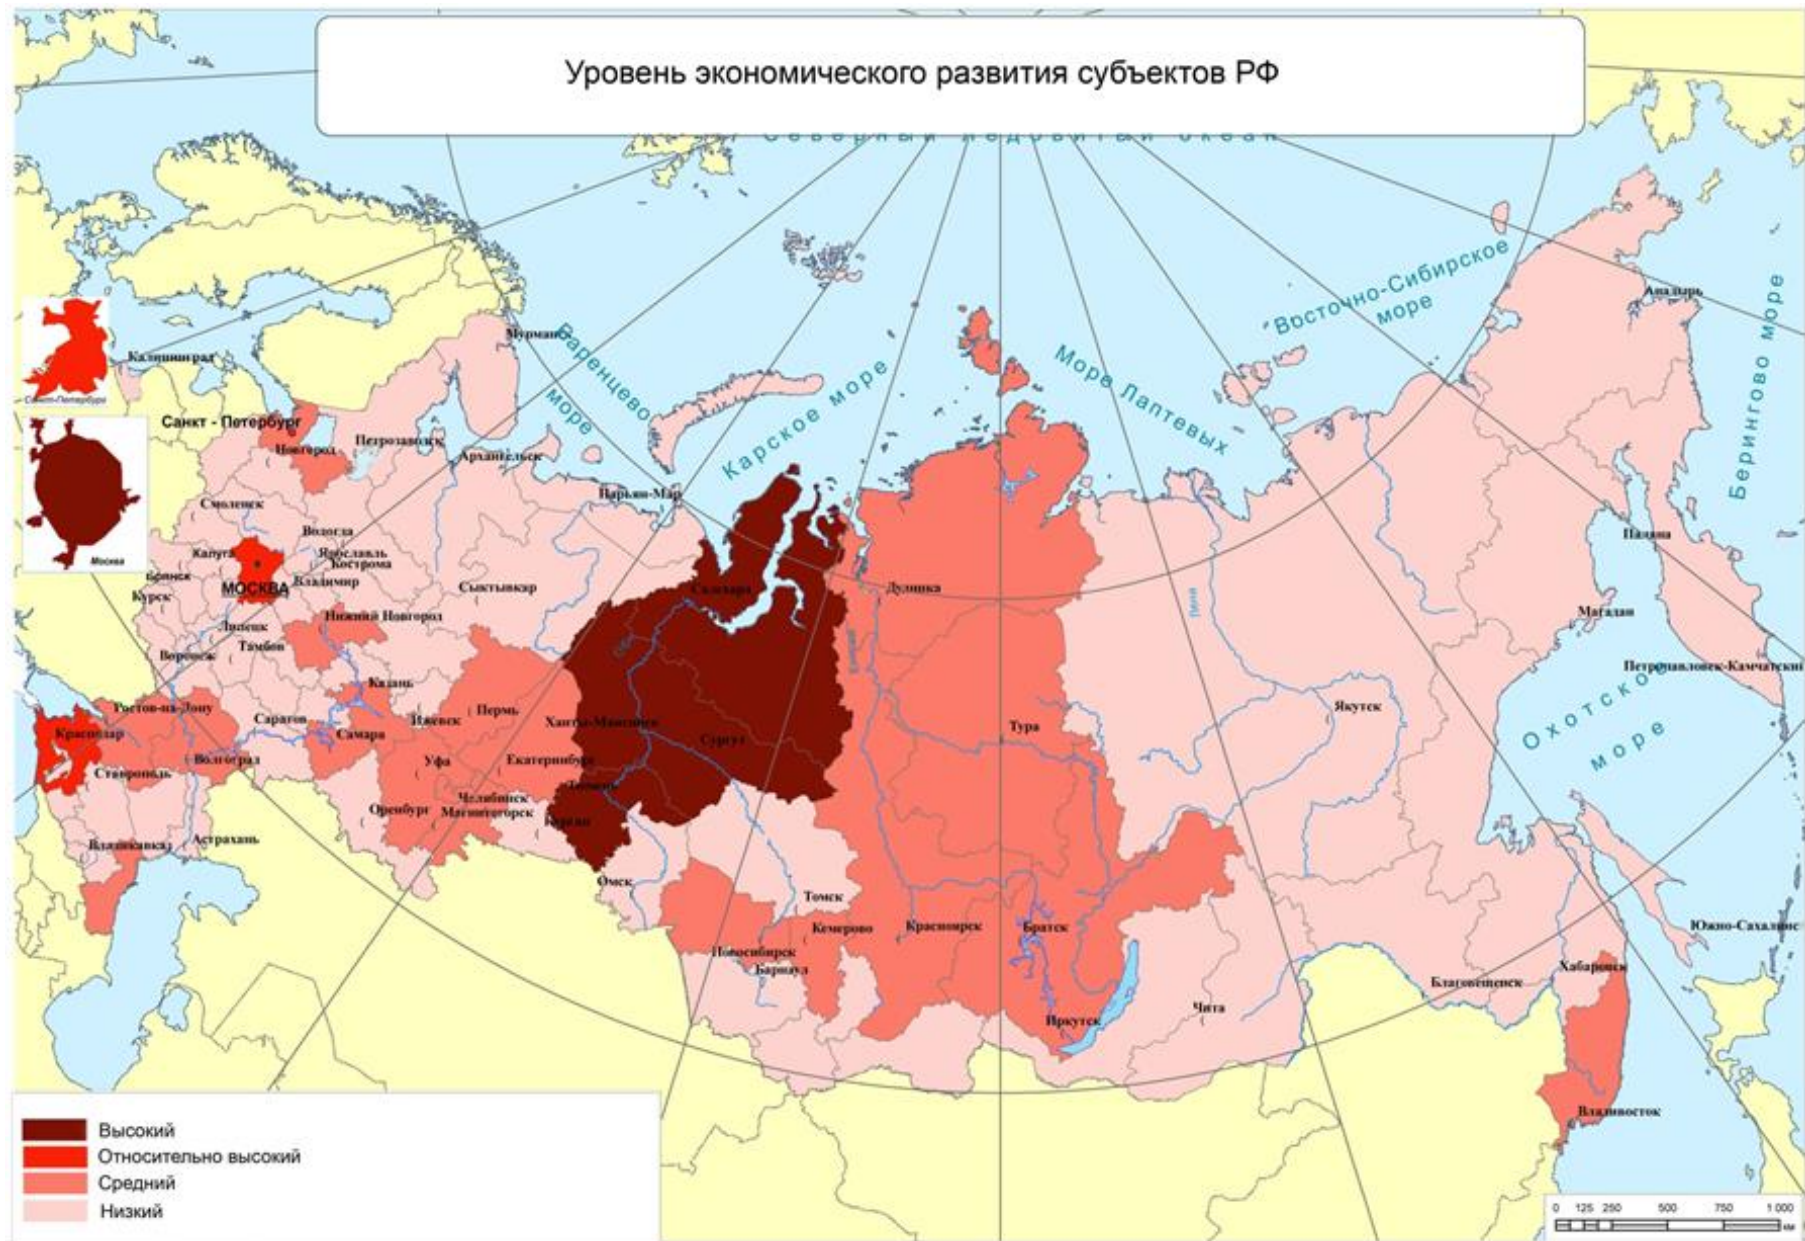 Уровень экономического развития субъектов РФ
Северный Ледовитый океан
Восточно-Сибирское
море
Берингово море
Анадырь
Баренцево
море
Карское море
Море Лаптевых
Калининград
Санкт-Петербург
Москва
Санкт - Петербург
Новгород
Петрозаводск
Архангельск
Нарьян-Мар
Смоленск
Вологда
Калуга
Ярославль
Кострома
Владимир
МОСКВА
Брянск
Курск
Сыктывкар
Салехард
Дудинка
Обь
Енисей
Лена
Магадан
Палана
Петропавловск-Камчатский
Охотское
море
Нижний Новгород
Липецк
Тамбов
Воронеж
Казань
Ижевск
Пермь
Ханты-Мансийск
Сургут
Тура
Якутск
Ростов-на-Дону
Саратов
Самара
Краснодар
Волгоград
Уфа
Екатеринбург
Ставрополь
Тюмень
Челябинск
Магнитогорск
Оренбург
Курган
Владикавказ
Астрахань
Омск
Томск
Кемерово
Красноярск
Братск
Новосибирск
Барнаул
Иркутск
Чита
Благовещенск
Хабаровск
Южно-Сахалинс
Владивосток
Высокий
Относительно высокий
Средний
Низкий
0 125 250 500 750 1 000
км